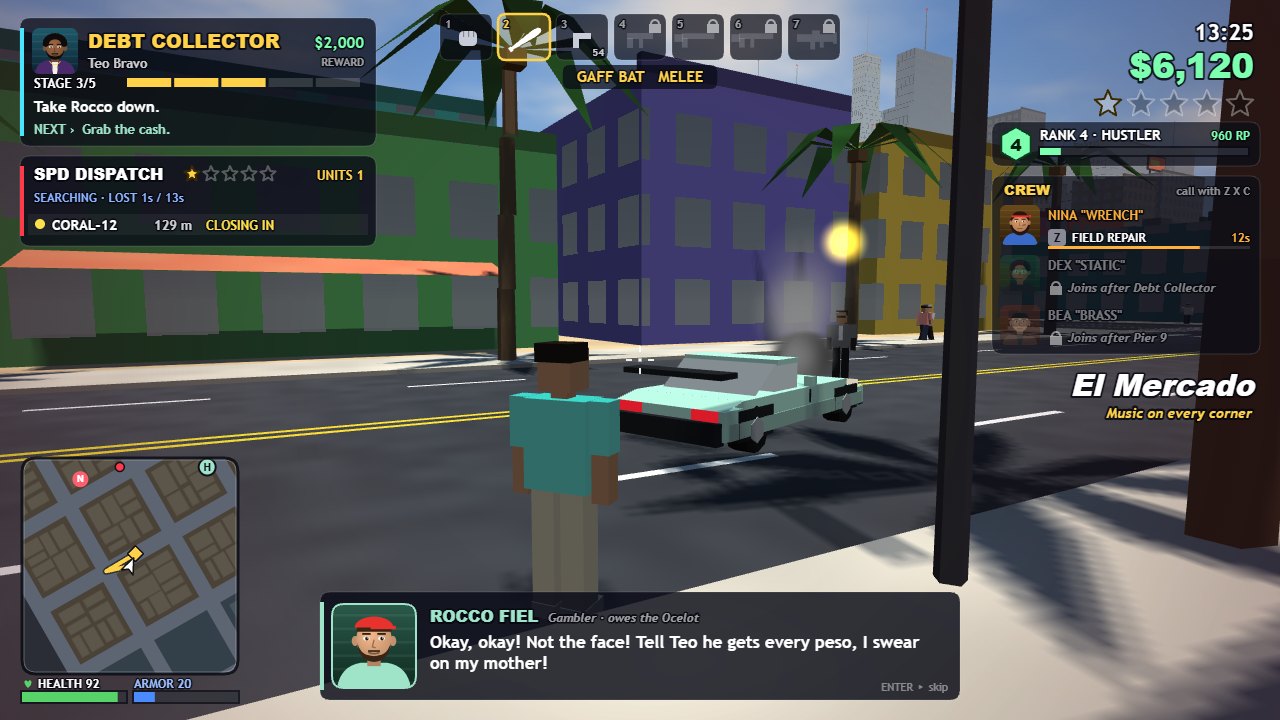 DEBT COLLECTOR
$2,000
Teo Bravo
REWARD
STAGE 3/5
Take Rocco down.
NEXT › Grab the cash.
SPD DISPATCH
UNITS 1
SEARCHING · LOST 1s / 13s
CORAL-12 129 m CLOSING IN
1 2 3 4 5 6 7
54
GAFF BAT MELEE
13:25
$6,120
4 RANK 4 · HUSTLER 960 RP
CREW call with Z X C
NINA "WRENCH"
Z FIELD REPAIR 12s
DEX "STATIC"
Joins after Debt Collector
BEA "BRASS"
Joins after Pier 9
El Mercado
Music on every corner
N H
HEALTH 92 ARMOR 20
ROCCO FIEL Gambler · owes the Ocelot
Okay, okay! Not the face! Tell Teo he gets every peso, I swear
on my mother!
ENTER ▸ skip